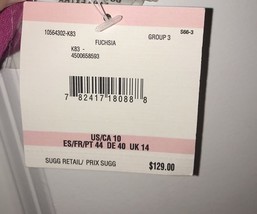 10564302-K83
FUCHSIA
GROUP 3
S86-3
K83 -
4500658593
7 82417 18088 8
US/CA 10
ES/FR/PT 44 DE 40 UK 14
SUGG RETAIL/ PRIX SUGG
$129.00